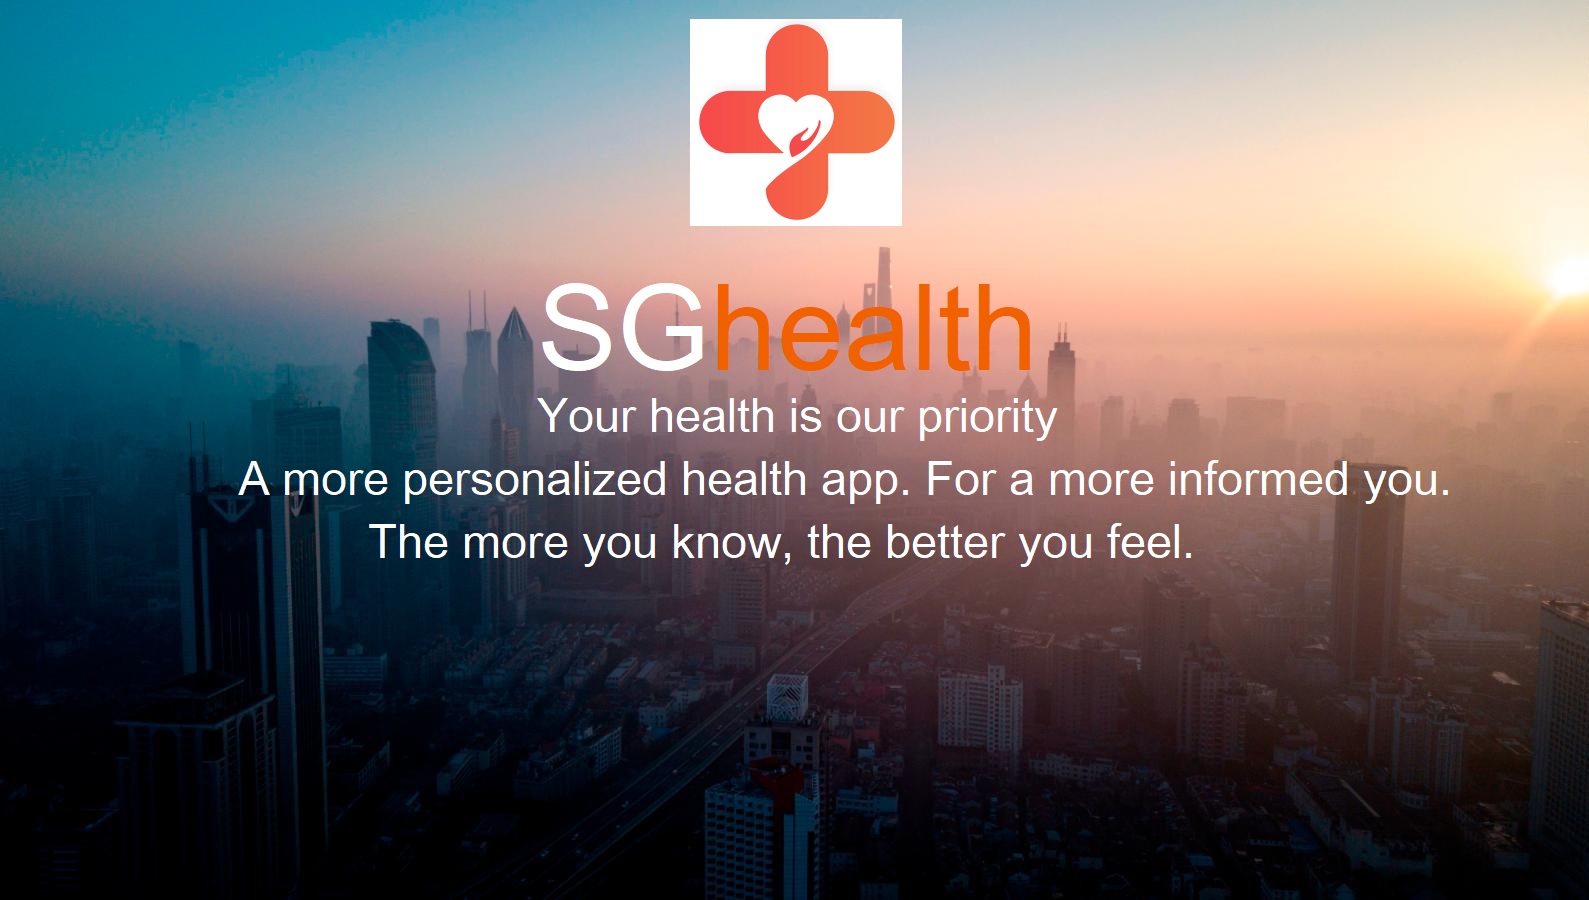 SGhealth
Your health is our priority
A more personalized health app. For a more informed you.
The more you know, the better you feel.